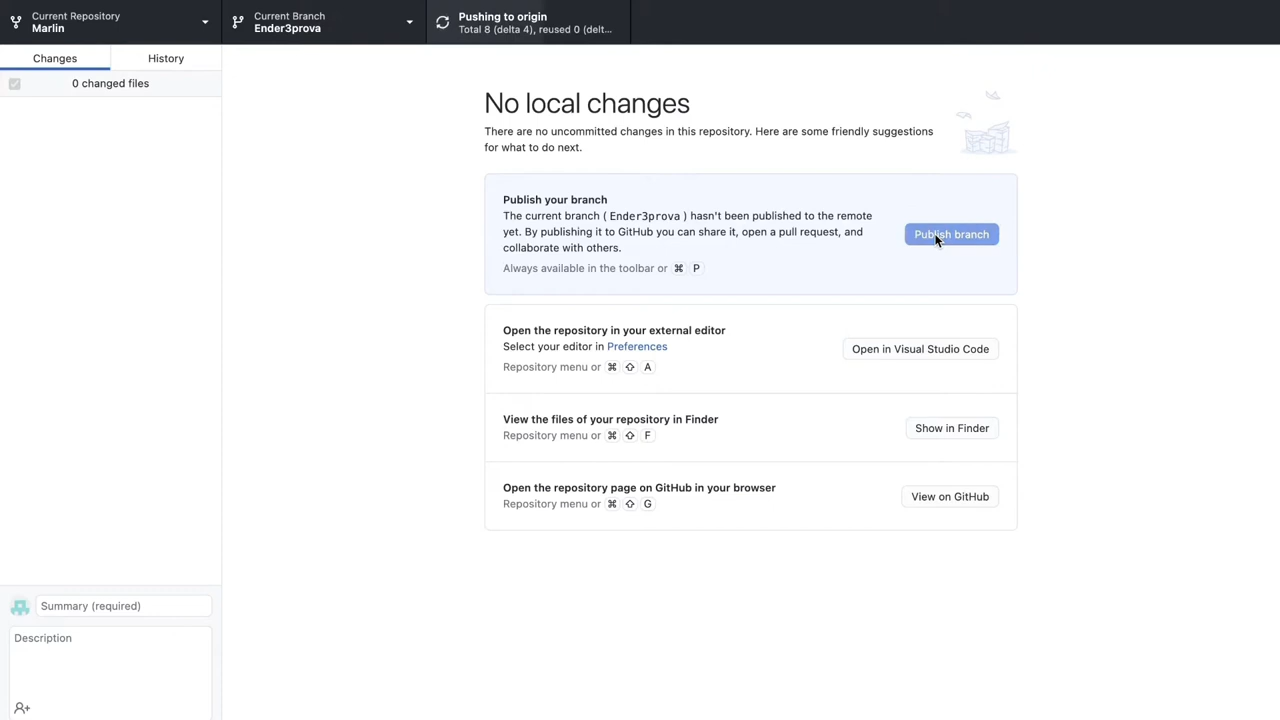 Current Repository
Marlin
Current Branch
Ender3prova
Pushing to origin
Total 8 (delta 4), reused 0 (delt...
Changes
History
0 changed files
No local changes
There are no uncommitted changes in this repository. Here are some friendly suggestions
for what to do next.
Publish your branch
The current branch ( Ender3prova ) hasn't been published to the remote
yet. By publishing it to GitHub you can share it, open a pull request, and
collaborate with others.
Always available in the toolbar or ⌘ P
Publish branch
Open the repository in your external editor
Select your editor in Preferences
Repository menu or ⌘ ⇧ A
Open in Visual Studio Code
View the files of your repository in Finder
Repository menu or ⌘ ⇧ F
Show in Finder
Open the repository page on GitHub in your browser
Repository menu or ⌘ ⇧ G
View on GitHub
Summary (required)
Description